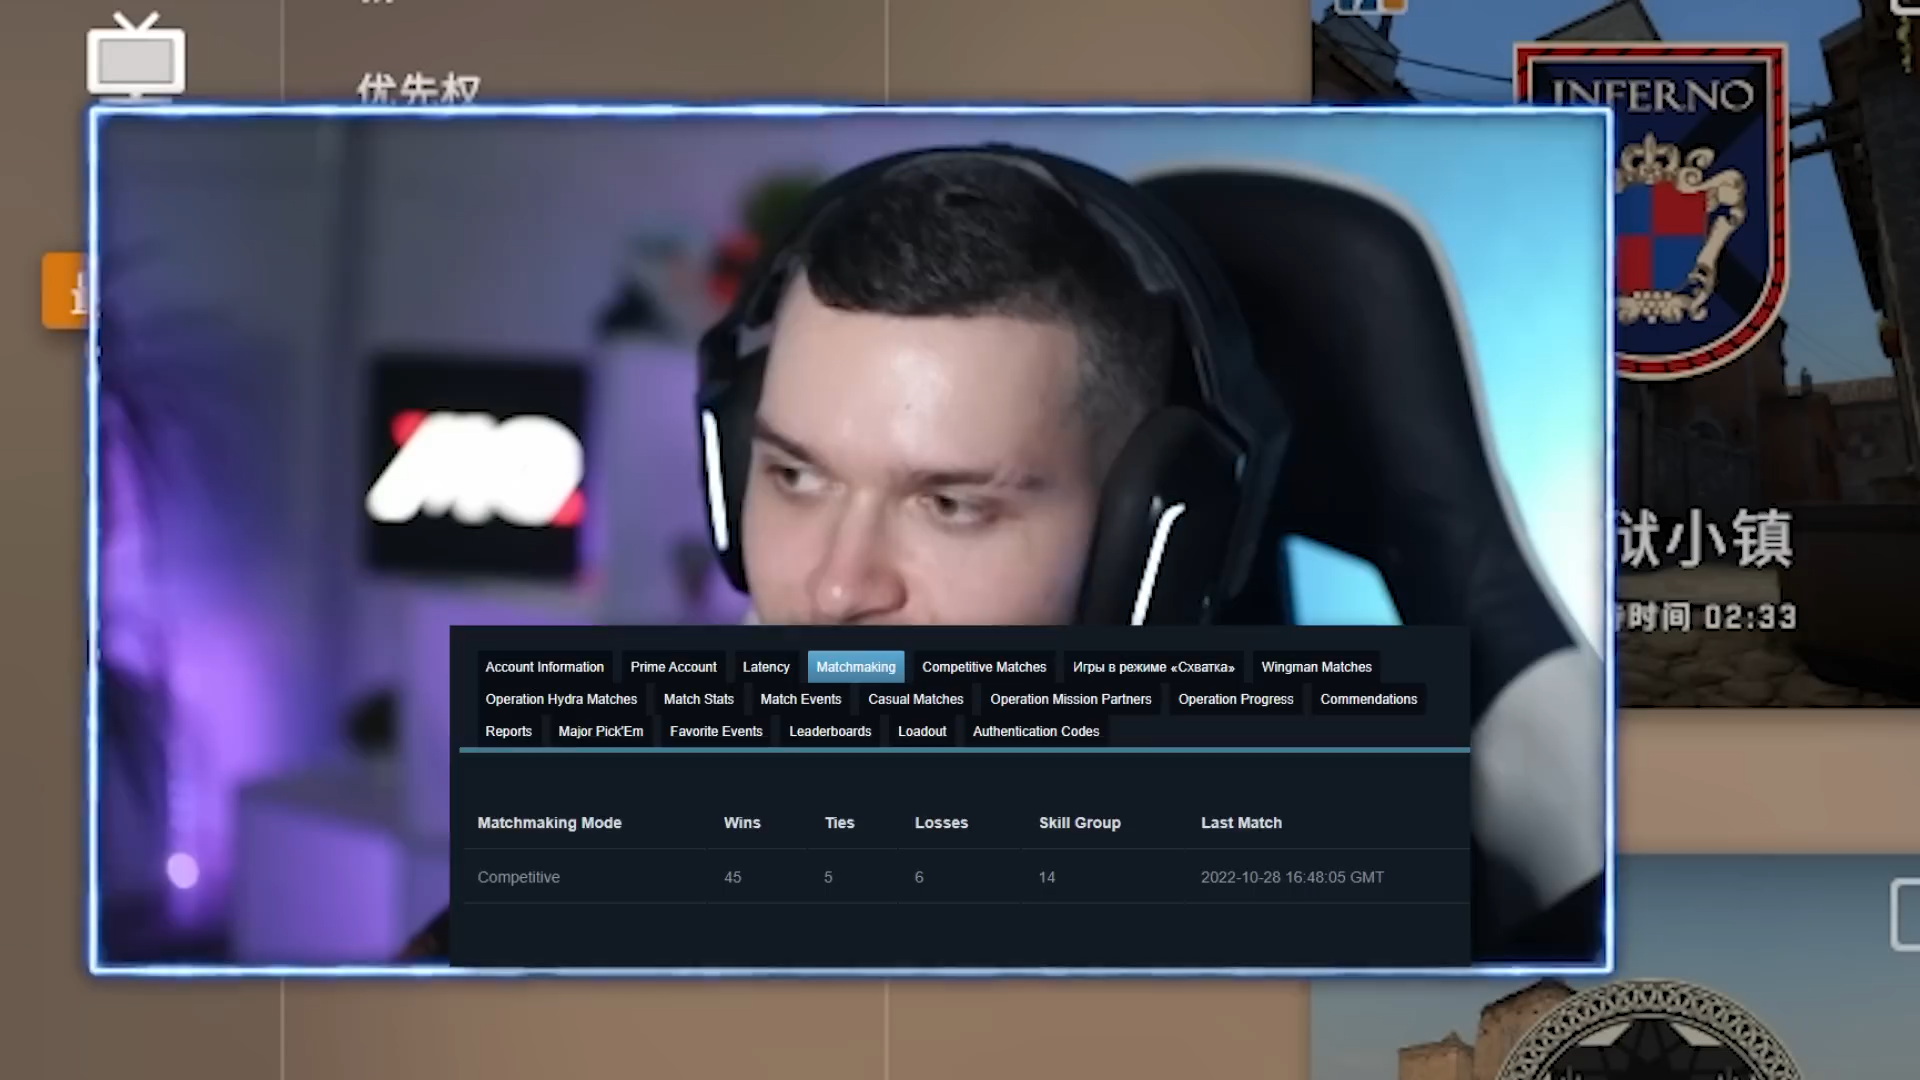 优先权
INFERNO
小镇
时间 02:33
Account Information Prime Account Latency Matchmaking Competitive Matches Игры в режиме «Схватка» Wingman Matches
Operation Hydra Matches Match Stats Match Events Casual Matches Operation Mission Partners Operation Progress Commendations
Reports Major Pick'Em Favorite Events Leaderboards Loadout Authentication Codes
Matchmaking Mode Wins Ties Losses Skill Group Last Match
Competitive 45 5 6 14 2022-10-28 16:48:05 GMT